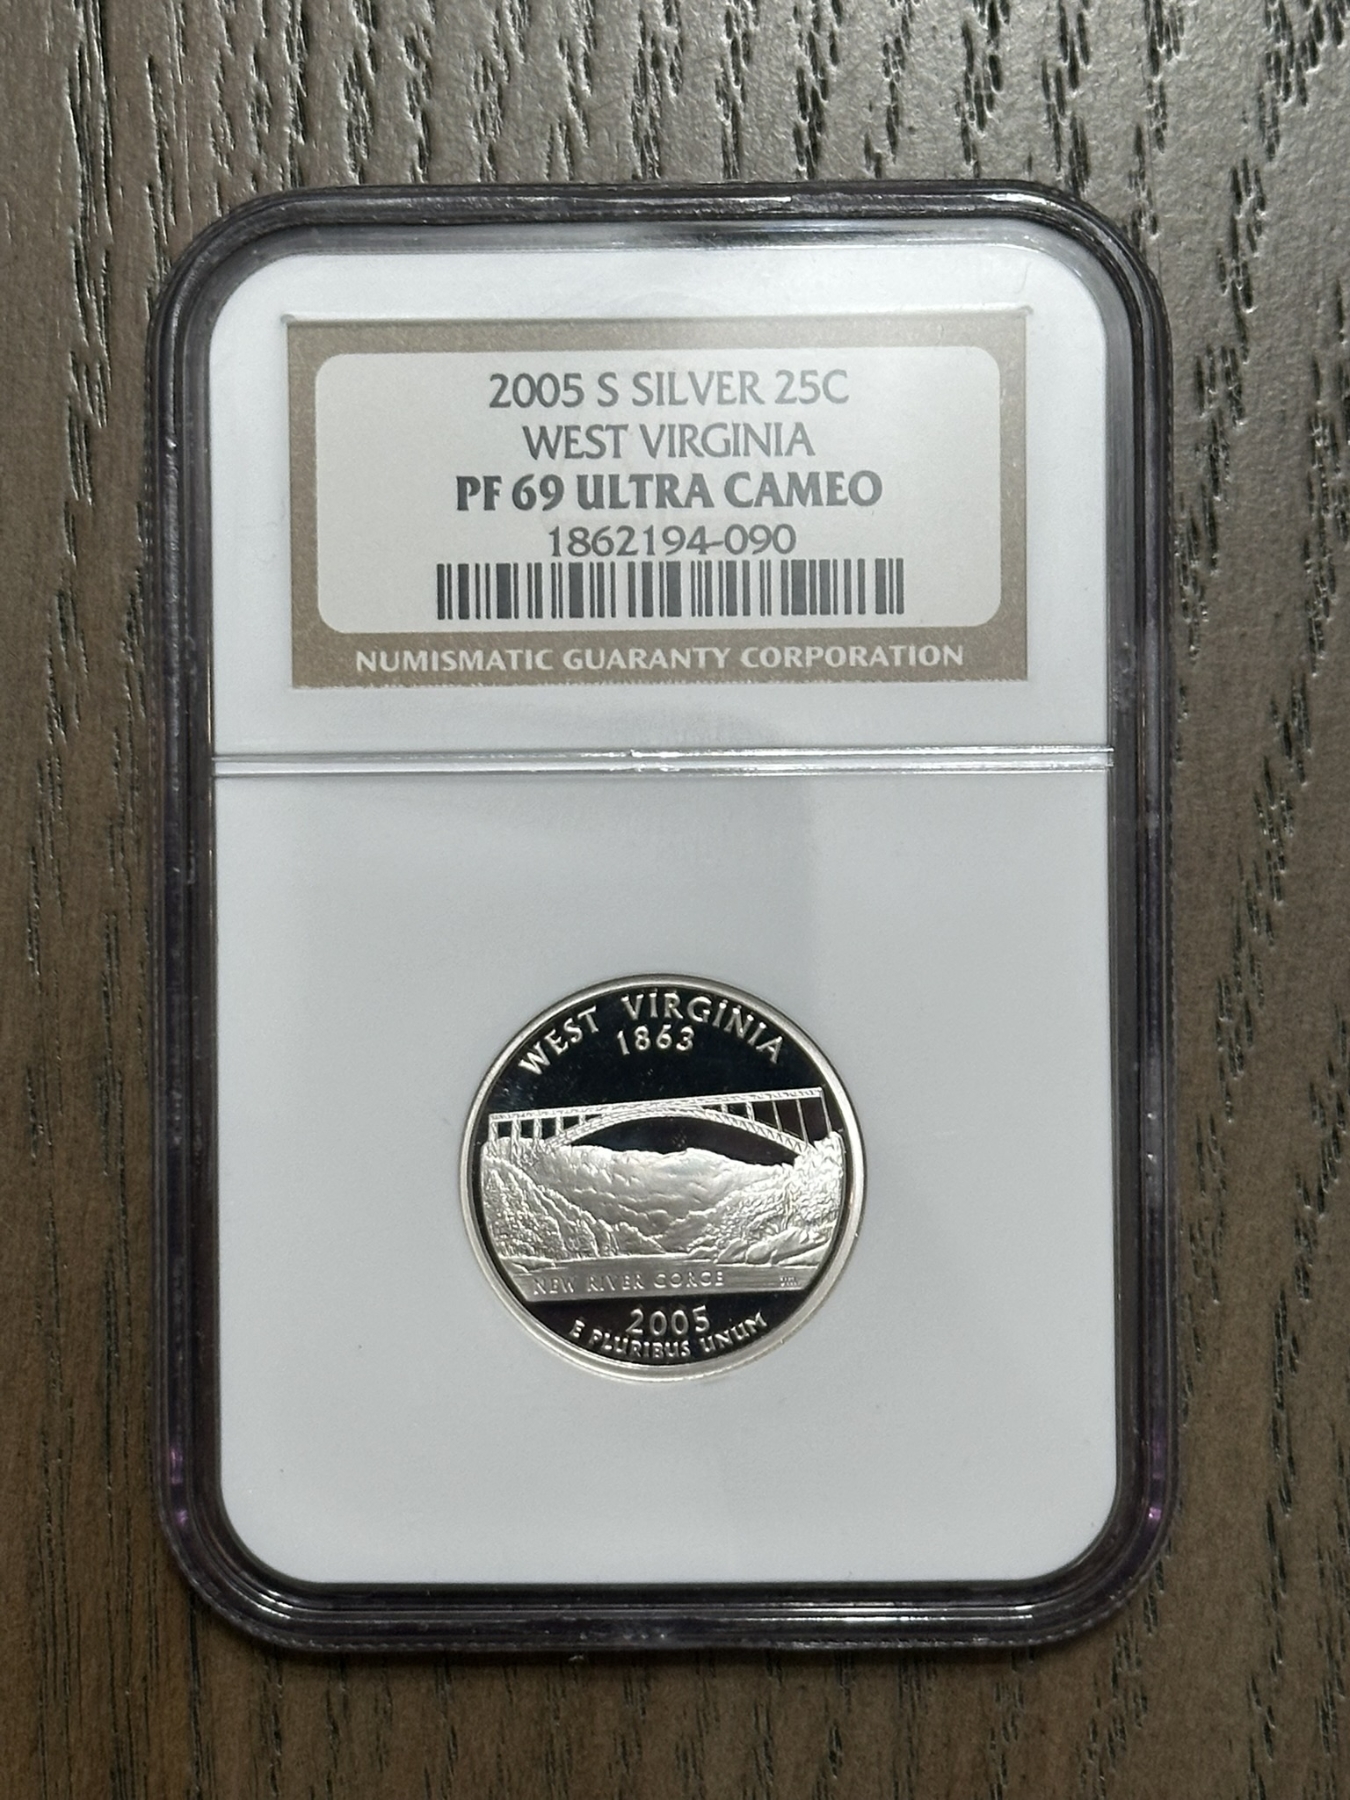 2005 S SILVER 25C
WEST VIRGINIA
PF 69 ULTRA CAMEO
1862194-090
NUMISMATIC GUARANTY CORPORATION
WEST VIRGINIA
1863
NEW RIVER GORGE
2005
E PLURIBUS UNUM